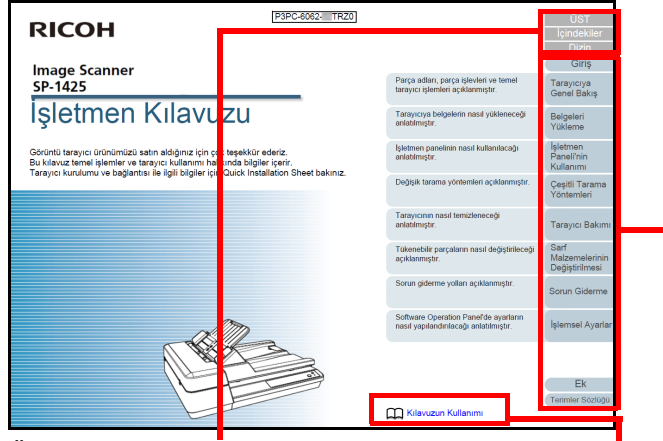 P3PC-6062- TRZ0
RICOH
Image Scanner
SP-1425
İşletmen Kılavuzu
Görüntü tarayıcı ürünümüzü satın aldığınız için çok teşekkür ederiz.
Bu kılavuz temel işlemler ve tarayıcı kullanımı hakkında bilgiler içerir.
Tarayıcı kurulumu ve bağlantısı ile ilgili bilgiler için Quick Installation Sheet bakınız.
ÜST
İçindekiler
Dizin
Giriş
Parça adları, parça işlevleri ve temel
tarayıcı işlemleri açıklanmıştır.
Tarayıcıya
Genel Bakış
Tarayıcıya belgelerin nasıl yükleneceği
anlatılmıştır.
Belgeleri
Yükleme
İşletmen panelinin nasıl kullanılacağı
anlatılmıştır.
İşletmen
Paneli'nin
Kullanımı
Değişik tarama yöntemleri açıklanmıştır.
Çeşitli Tarama
Yöntemleri
Tarayıcının nasıl temizleneceği
anlatılmıştır.
Tarayıcı Bakımı
Tükenebilir parçaların nasıl değiştirileceği
açıklanmıştır.
Sarf
Malzemelerinin
Değiştirilmesi
Sorun giderme yolları açıklanmıştır.
Sorun Giderme
Software Operation Panel'de ayarların
nasıl yapılandırılacağı anlatılmıştır.
İşlemsel Ayarlar
Ek
Terimler Sözlüğü
Kılavuzun Kullanımı